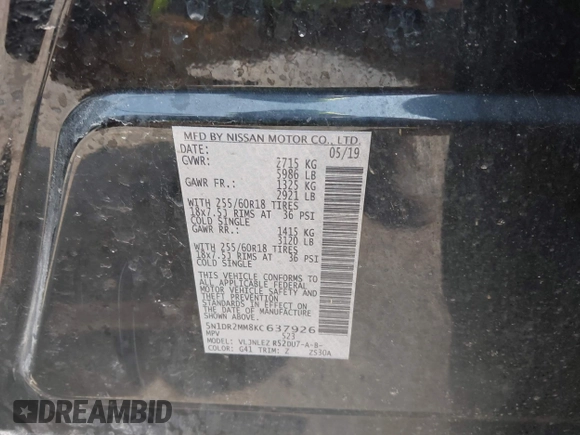 MFD BY NISSAN MOTOR CO., LTD.
DATE: 05/19
GVWR: 2715 KG
5986 LB
GAWR FR.: 1325 KG
2921 LB
WITH 255/60R18 TIRES
18x7.5J RIMS AT 36 PSI
COLD SINGLE
GAWR RR.: 1415 KG
3120 LB
WITH 255/60R18 TIRES
18x7.5J RIMS AT 36 PSI
COLD SINGLE
THIS VEHICLE CONFORMS TO
ALL APPLICABLE FEDERAL
MOTOR VEHICLE SAFETY
AND THEFT PREVENTION
STANDARDS IN EFFECT ON
THE DATE OF MANUFACTURE
SHOWN ABOVE.
5N1DR2MM8KC637926
MPV 523
MODEL: VLJNLE2 R52DU7-A-B-
COLOR: G41 TRIM: Z 2530A
DREAMBID